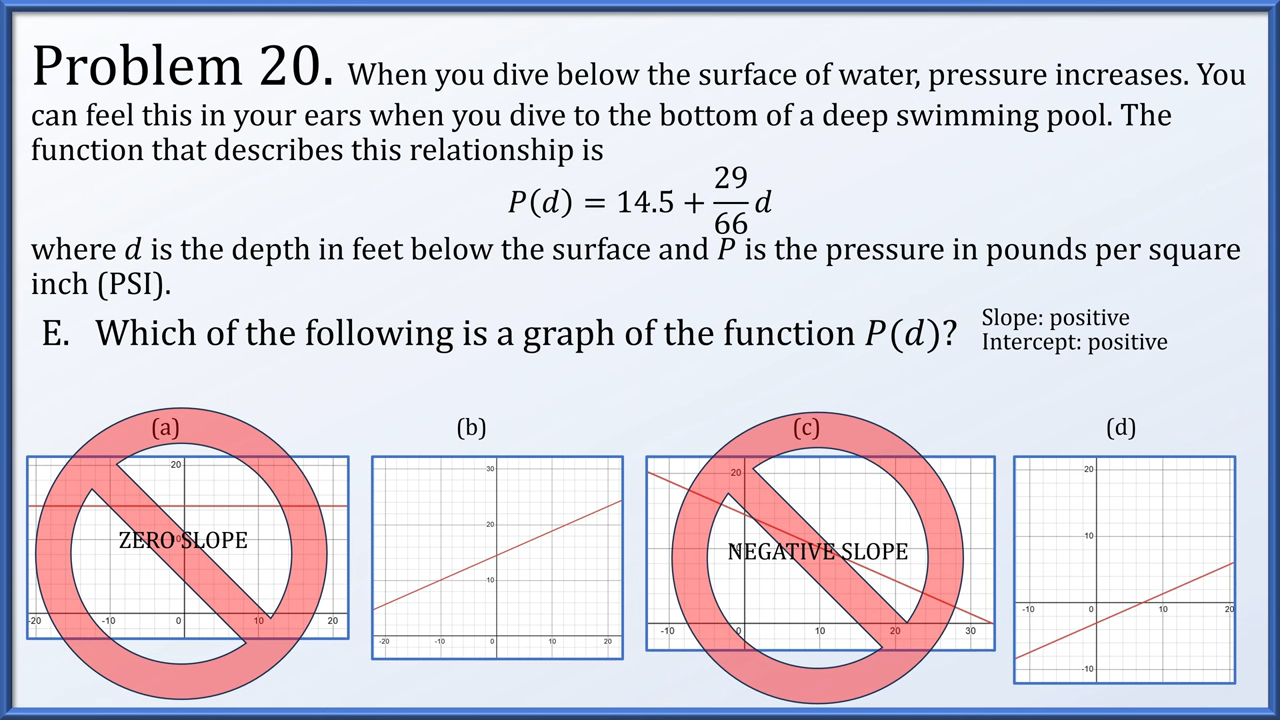 Problem 20. When you dive below the surface of water, pressure increases. You
can feel this in your ears when you dive to the bottom of a deep swimming pool. The
function that describes this relationship is
P(d) = 14.5 + 29/66 d
where d is the depth in feet below the surface and P is the pressure in pounds per square
inch (PSI).
E. Which of the following is a graph of the function P(d)?
Slope: positive
Intercept: positive
(a)
20
ZERO SLOPE
-20 -10 0 10 20
(b)
30
20
10
-20 -10 0 10 20
(c)
20
NEGATIVE SLOPE
-10 0 10 20 30
(d)
20
10
-10 0 10 20
-10